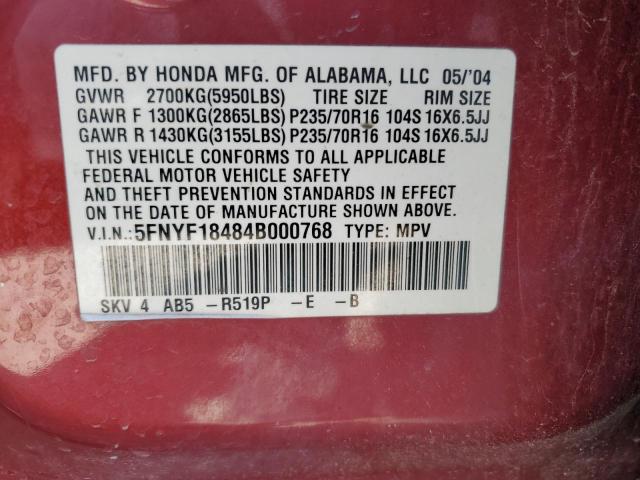 MFD. BY HONDA MFG. OF ALABAMA, LLC 05/'04
GVWR 2700KG(5950LBS) TIRE SIZE RIM SIZE
GAWR F 1300KG(2865LBS) P235/70R16 104S 16X6.5JJ
GAWR R 1430KG(3155LBS) P235/70R16 104S 16X6.5JJ
THIS VEHICLE CONFORMS TO ALL APPLICABLE
FEDERAL MOTOR VEHICLE SAFETY
AND THEFT PREVENTION STANDARDS IN EFFECT
ON THE DATE OF MANUFACTURE SHOWN ABOVE.
V.I.N.:5FNYF18484B000768 TYPE: MPV
SKV 4 AB5 -R519P -E -B